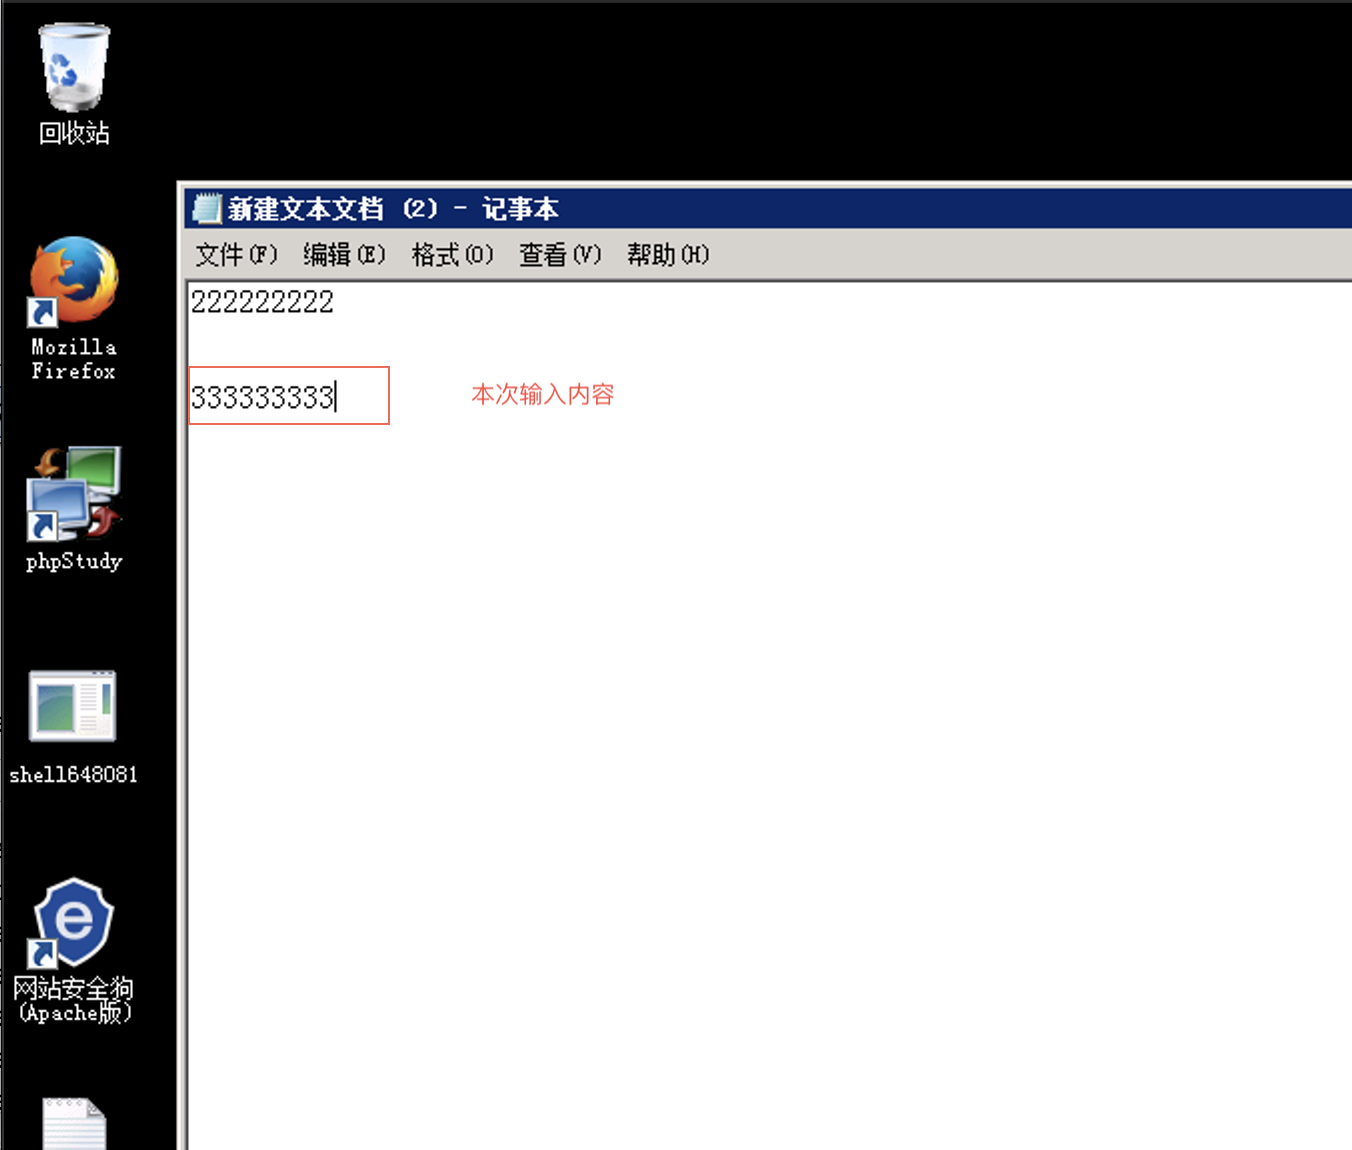 回收站
新建文本文档 (2) - 记事本
文件(F) 编辑(E) 格式(O) 查看(V) 帮助(H)
222222222
333333333
本次输入内容
Mozilla
Firefox
phpStudy
shell648081
网站安全狗
(Apache版)